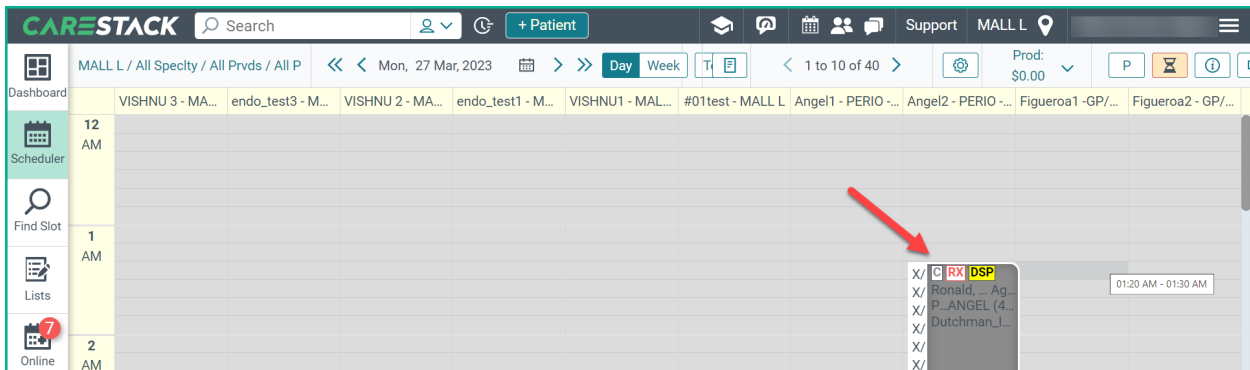 CARESTACK Search + Patient Support MALL L
MALL L / All Speclty / All Prvds / All P Mon, 27 Mar, 2023 Day Week 1 to 10 of 40 Prod: $0.00 P
Dashboard
VISHNU 3 - MA... endo_test3 - M... VISHNU 2 - MA... endo_test1 - M... VISHNU1 - MAL... #01test - MALL L Angel1 - PERIO -... Angel2 - PERIO -... Figueroa1 -GP/... Figueroa2 - GP/...
12
AM
Scheduler
Find Slot
1
AM
Lists
X/ C RX DSP
X/ Ronald, ... Ag...
X/ P...ANGEL (4...
X/ Dutchman_I...
01:20 AM - 01:30 AM
7
Online
2
AM
X/
X/